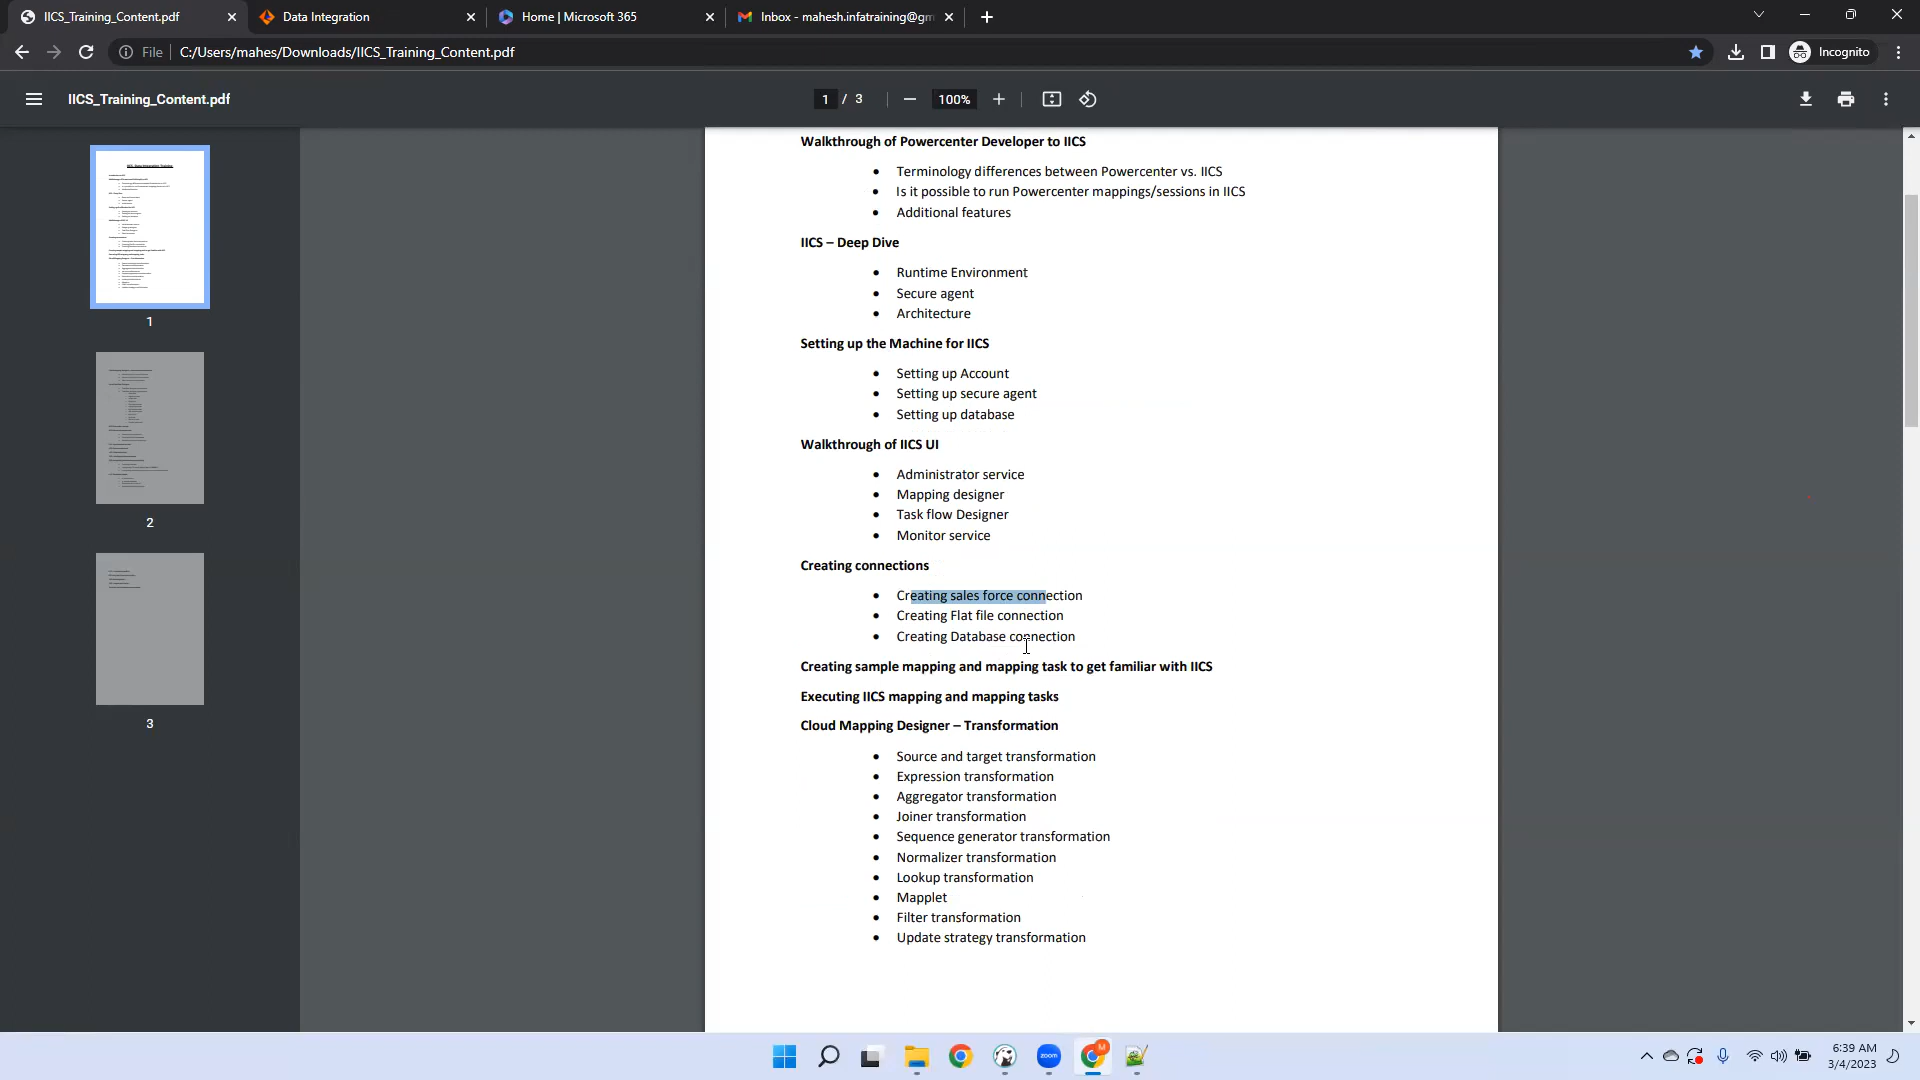 IICS_Training_Content.pdf
Data Integration
Home | Microsoft 365
Inbox - mahesh.infatraining@gm
File
C:/Users/mahes/Downloads/IICS_Training_Content.pdf
Incognito
IICS_Training_Content.pdf
1 / 3
100%
1
2
3
Walkthrough of Powercenter Developer to IICS
• Terminology differences between Powercenter vs. IICS
• Is it possible to run Powercenter mappings/sessions in IICS
• Additional features
IICS – Deep Dive
• Runtime Environment
• Secure agent
• Architecture
Setting up the Machine for IICS
• Setting up Account
• Setting up secure agent
• Setting up database
Walkthrough of IICS UI
• Administrator service
• Mapping designer
• Task flow Designer
• Monitor service
Creating connections
• Creating sales force connection
• Creating Flat file connection
• Creating Database connection
Creating sample mapping and mapping task to get familiar with IICS
Executing IICS mapping and mapping tasks
Cloud Mapping Designer – Transformation
• Source and target transformation
• Expression transformation
• Aggregator transformation
• Joiner transformation
• Sequence generator transformation
• Normalizer transformation
• Lookup transformation
• Mapplet
• Filter transformation
• Update strategy transformation
zoom
M
6:39 AM
3/4/2023